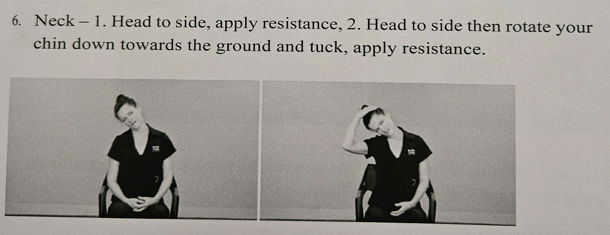 6. Neck – 1. Head to side, apply resistance, 2. Head to side then rotate your
chin down towards the ground and tuck, apply resistance.